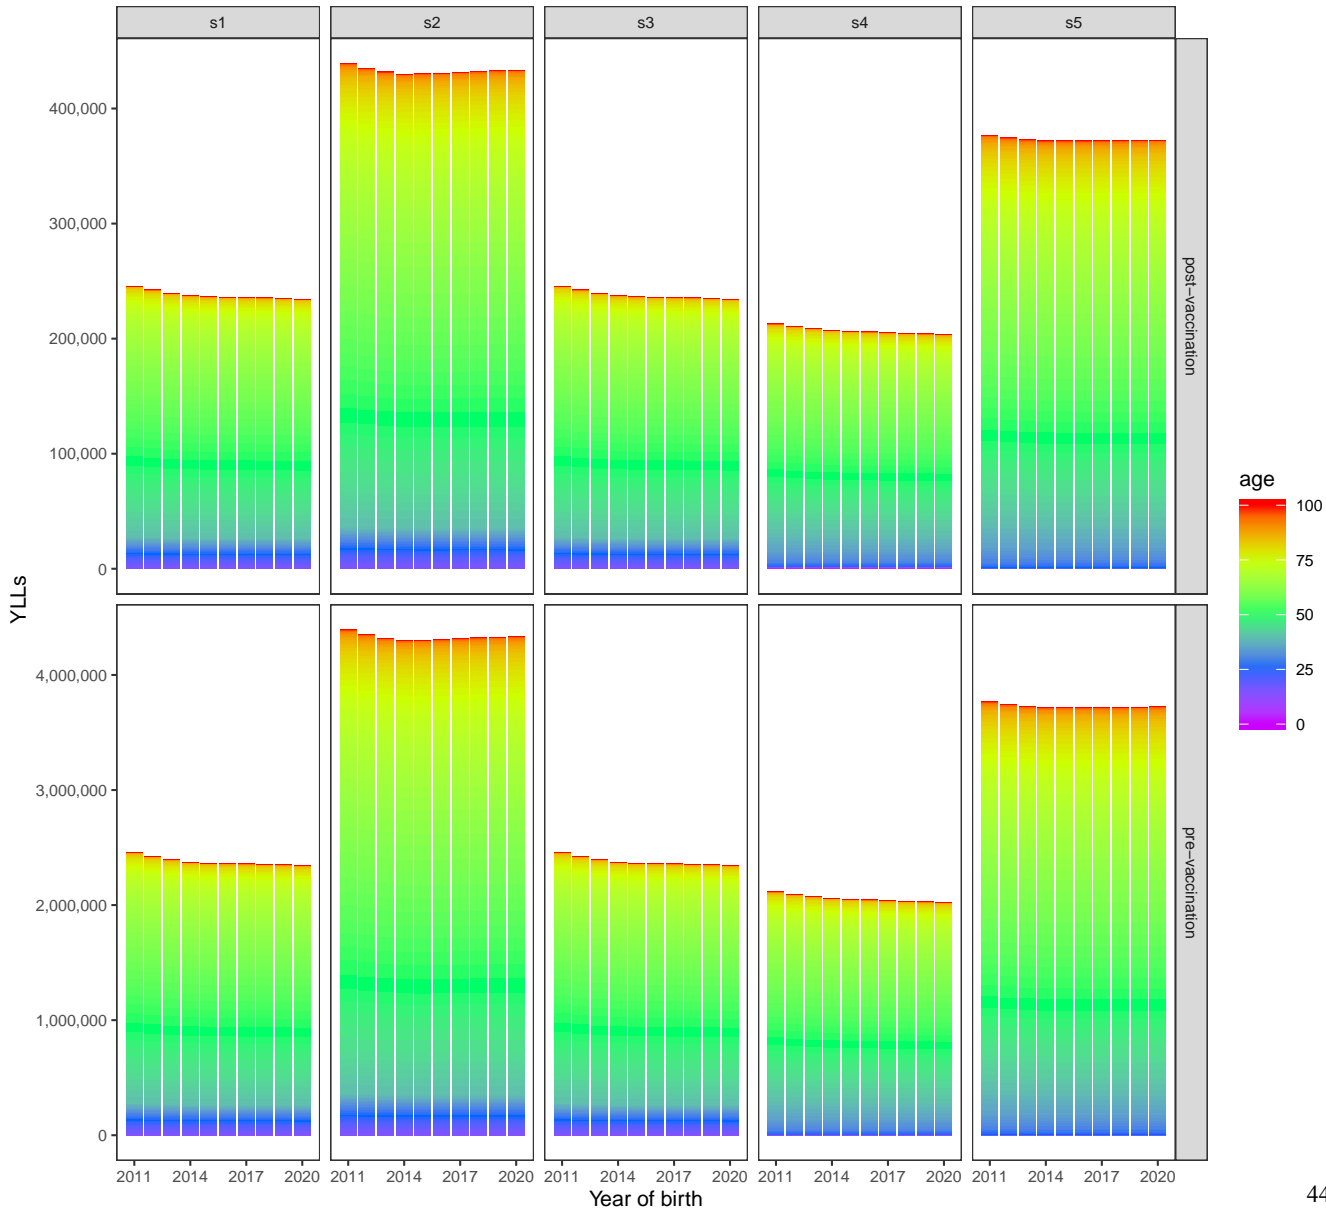 s1 s2 s3 s4 s5
400,000
300,000
200,000
100,000
0
post−vaccination
YLLs
4,000,000
3,000,000
2,000,000
1,000,000
0
pre−vaccination
age
100
75
50
25
0
2011 2014 2017 2020 2011 2014 2017 2020 2011 2014 2017 2020 2011 2014 2017 2020 2011 2014 2017 2020
Year of birth
44